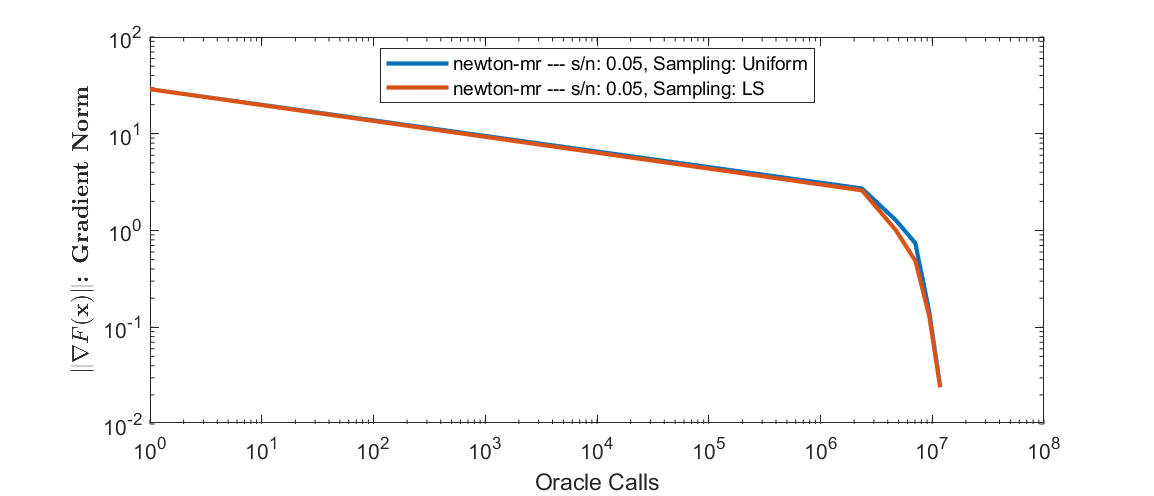 10^2
10^1
10^0
10^-1
10^-2
||∇F(x)||: Gradient Norm
newton-mr --- s/n: 0.05, Sampling: Uniform
newton-mr --- s/n: 0.05, Sampling: LS
10^0 10^1 10^2 10^3 10^4 10^5 10^6 10^7 10^8
Oracle Calls